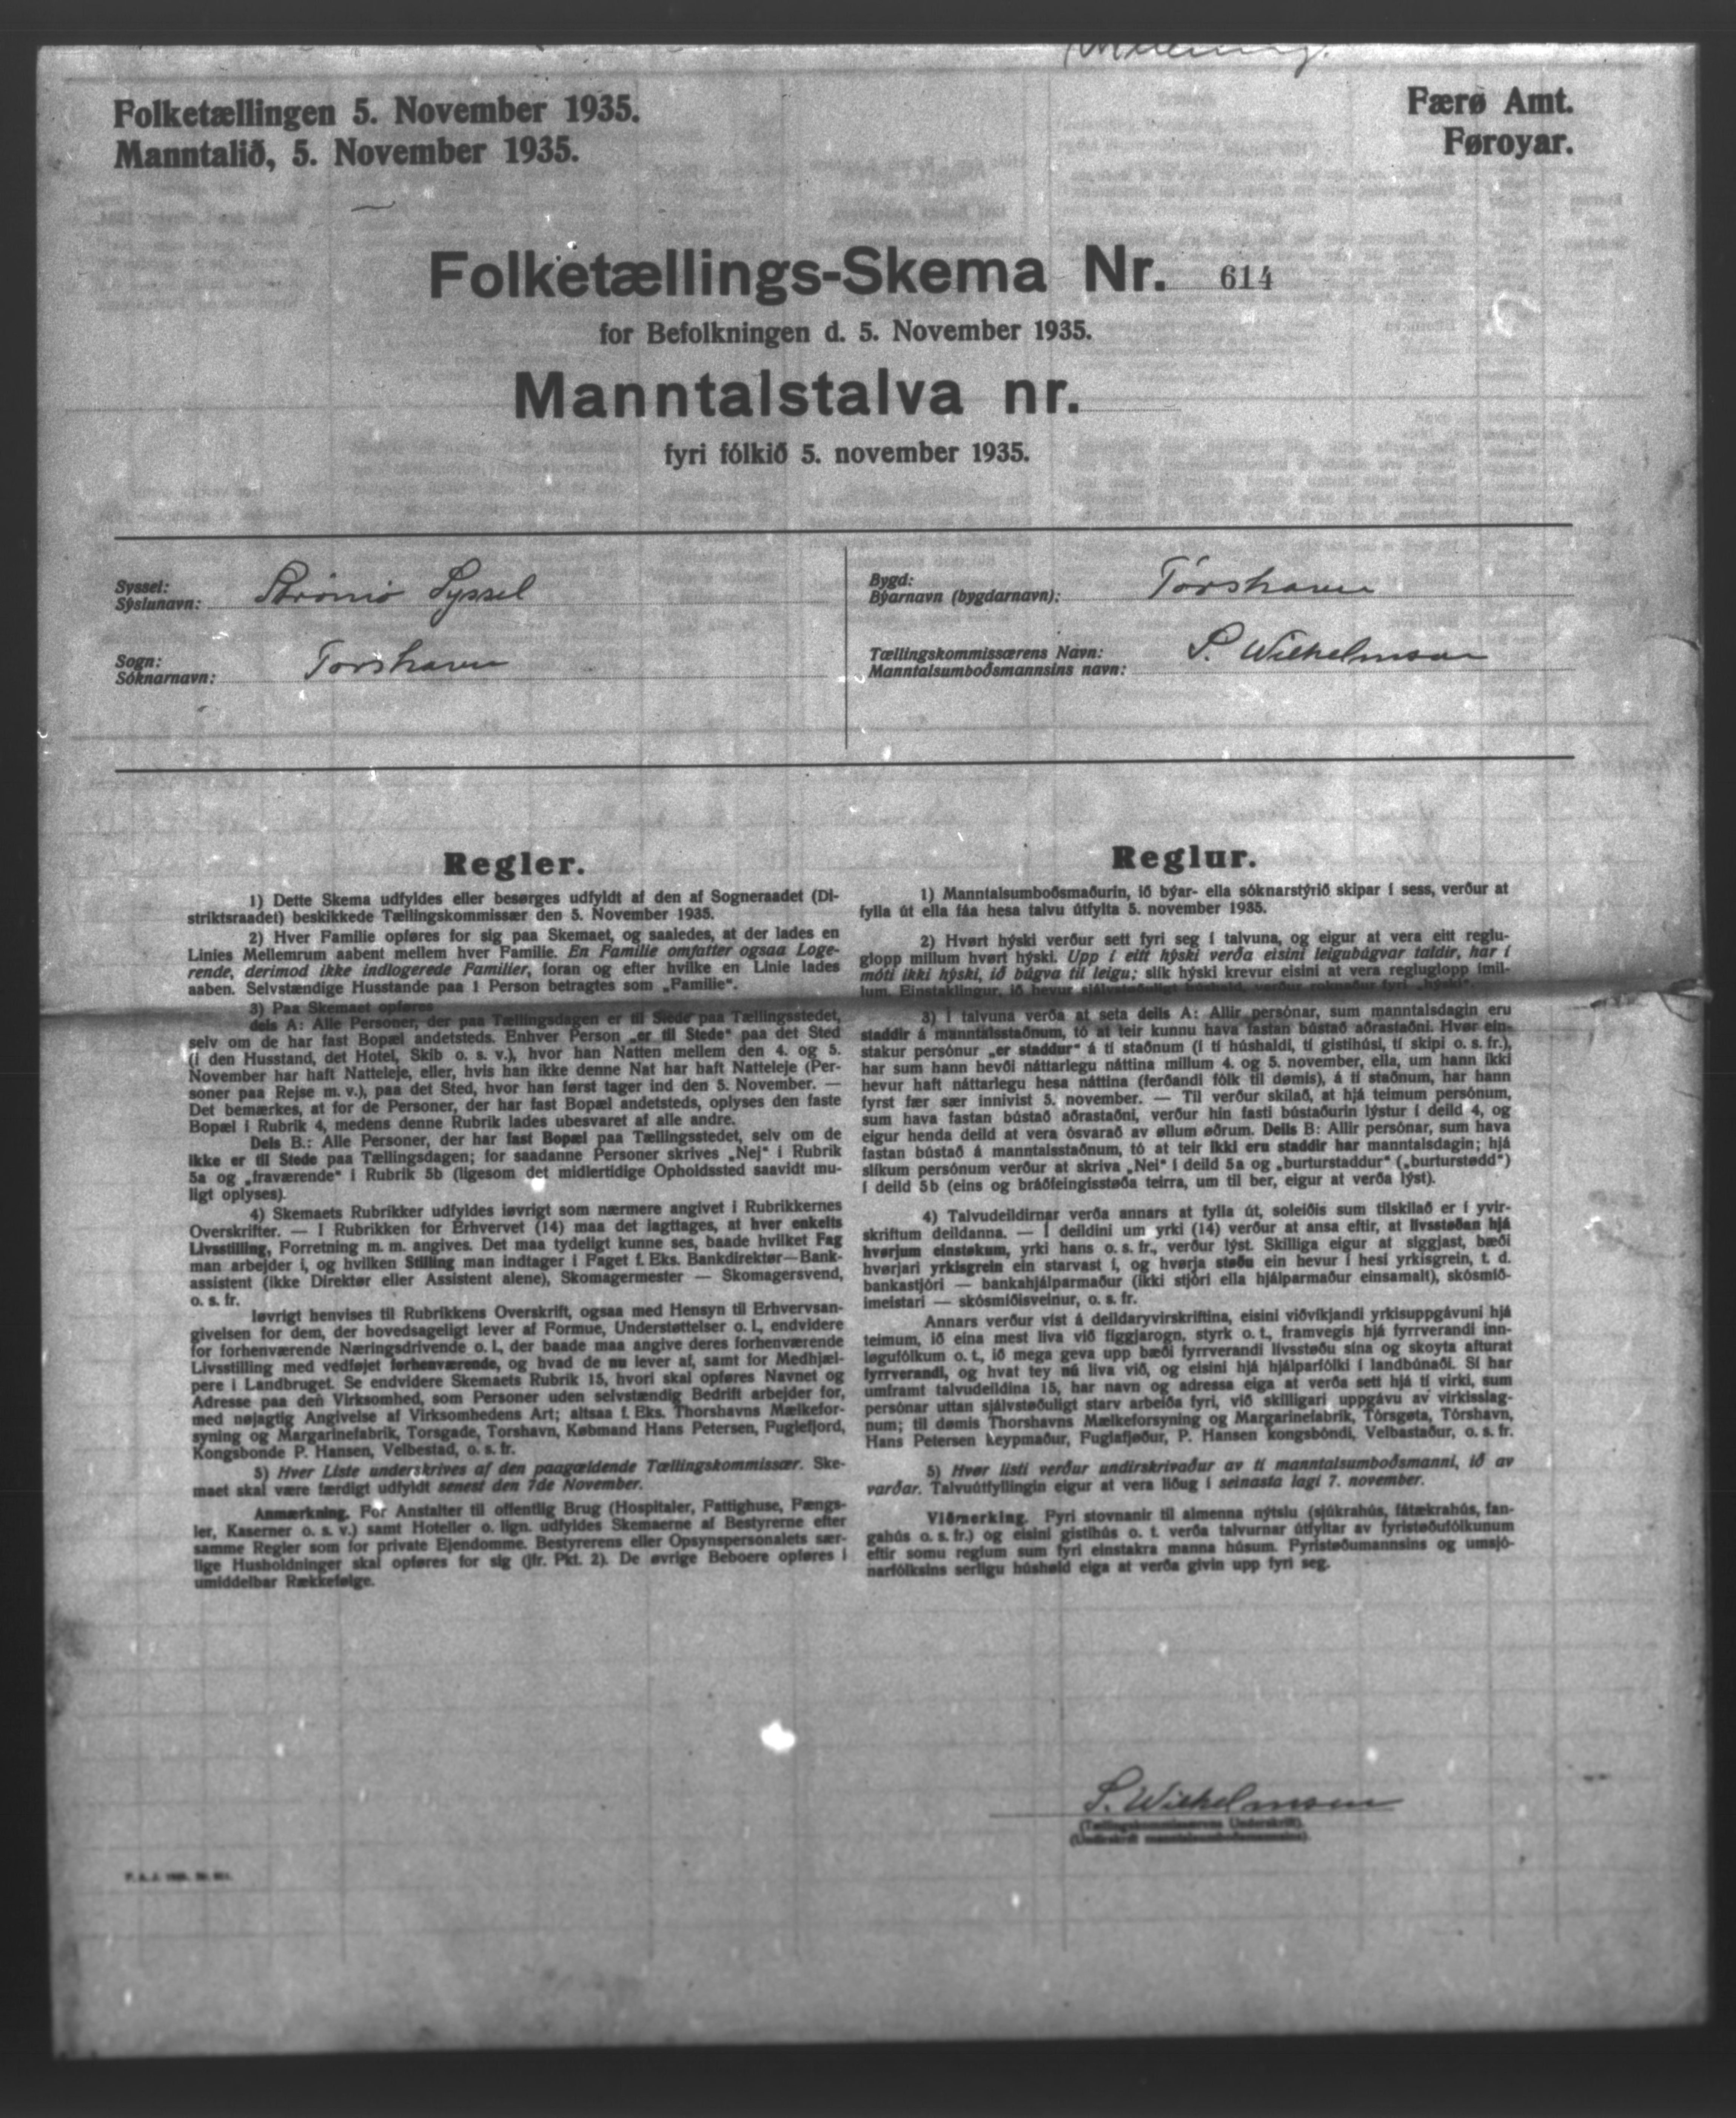 Folketællingen 5. November 1935.
Manntalið, 5. November 1935.
Færø Amt.
Føroyar.
Folketællings-Skema Nr. 614
for Befolkningen d. 5. November 1935.
Manntalstalva nr.
fyri fólkið 5. november 1935.
Syssel:
Sýslunavn: Strömö Syssel
Sogn:
Sóknarnavn: Torshavn
Bygd:
Býarnavn (bygdarnavn): Tórshavn
Tællingskommissærens Navn:
Manntalsumboðsmannsins navn: S. Wilhelmsen
Regler.
1) Dette Skema udfyldes eller besørges udfyldt af den af Sogneraadet (Di-
striktsraadet) beskikkede Tællingskommissær den 5. November 1935.
2) Hver Familie opføres for sig paa Skemaet, og saaledes, at der lades en
Linies Mellemrum aabent mellem hver Familie. En Familie omfatter ogsaa Loge-
rende, derimod ikke indlogerede Familier, foran og efter hvilke en Linie lades
aaben. Selvstændige Husstande paa 1 Person betragtes som „Familie“.
3) Paa Skemaet opføres
dels A: Alle Personer, der paa Tællingsdagen er til Stede paa Tællingsstedet,
selv om de har fast Bopæl andetsteds. Enhver Person „er til Stede“ paa det Sted
(i den Husstand, det Hotel, Skib o. s. v.), hvor han Natten mellem den 4. og 5.
November har haft Natteleje, eller, hvis han ikke denne Nat har haft Natteleje (Per-
soner paa Rejse m. v.), paa det Sted, hvor han først tager ind den 5. November. —
Det bemærkes, at for de Personer, der har fast Bopæl andetsteds, oplyses den faste
Bopæl i Rubrik 4, medens denne Rubrik lades ubesvaret af alle andre.
Dels B.: Alle Personer, der har fast Bopæl paa Tællingsstedet, selv om de
ikke er til Stede paa Tællingsdagen; for saadanne Personer skrives „Nej“ i Rubrik
5a og „fraværende“ i Rubrik 5b (ligesom det midlertidige Opholdssted saavidt mu-
ligt oplyses).
4) Skemaets Rubrikker udfyldes iøvrigt som nærmere angivet i Rubrikkernes
Overskrifter. — I Rubrikken for Erhvervet (14) maa det iagttages, at hver enkelts
Livsstilling, Forretning m. m. angives. Det maa tydeligt kunne ses, baade hvilket Fag
man arbejder i, og hvilken Stilling man indtager i Faget f. Eks. Bankdirektør—Bank-
assistent (ikke Direktør eller Assistent alene), Skomagermester — Skomagersvend,
o. s. fr.
Iøvrigt henvises til Rubrikkens Overskrift, ogsaa med Hensyn til Erhvervsan-
givelsen for dem, der hovedsageligt lever af Formue, Understøttelser o. l., endvidere
for forhenværende Næringsdrivende o. l., der baade maa angive deres forhenværende
Livsstilling med vedføjet forhenværende, og hvad de nu lever af, samt for Medhjæl-
pere i Landbruget. Se endvidere Skemaets Rubrik 15, hvori skal opføres Navnet og
Adresse paa den Virksomhed, som Personer uden selvstændig Bedrift arbejder for,
med nøjagtig Angivelse af Virksomhedens Art; altsaa f. Eks. Thorshavns Mælkefor-
syning og Margarinefabrik, Torsgade, Torshavn, Købmand Hans Petersen, Fuglefjord,
Kongsbonde P. Hansen, Velbestad, o. s. fr.
5) Hver Liste underskrives af den paagældende Tællingskommissær. Ske-
maet skal være færdigt udfyldt senest den 7de November.
Anmærkning. For Anstalter til offentlig Brug (Hospitaler, Fattighuse, Fængs-
ler, Kaserner o. s. v.) samt Hoteller o. lign. udfyldes Skemaerne af Bestyrerne efter
samme Regler som for private Ejendomme. Bestyrerens eller Opsynspersonalets sær-
lige Husholdninger skal opføres for sig (jfr. Pkt. 2). De øvrige Beboere opføres i
umiddelbar Rækkefølge.
Reglur.
1) Manntalsumboðsmaðurin, ið býar- ella sóknarstýrið skipar í sess, verður at
fylla út ella fáa hesa talvu útfylta 5. november 1935.
2) Hvørt hýski verður sett fyri seg í talvuna, og eigur at vera eitt reglu-
glopp millum hvørt hýski. Upp í eitt hýski verða eisini leigubúgvar taldir, har í
móti ikki hýski, ið búgva til leigu; slík hýski krevur eisini at vera regluglopp ímil-
lum. Einstaklingur, ið hevur sjálvstøðuligt húshald, verður roknaður fyri „hýski“.
3) Í talvuna verða at seta dells A: Allir persónar, sum manntalsdagin eru
staddir á manntalsstaðnum, tó at teir kunnu hava fastan bústað aðrastaðni. Hvør ein-
stakur persónur „er staddur“ á tí staðnum (í tí húshaldi, tí gistihúsi, tí skipi o. s. fr.),
har sum hann hevði náttarlegu náttina millum 4. og 5. november, ella, um hann ikki
hevur haft náttarlegu hesa náttina (ferðandi fólk til dømis), á tí staðnum, har hann
fyrst fær sær innivist 5. november. — Til verður skilað, at hjá teimum persónum,
sum hava fastan bústað aðrastaðni, verður hin fasti bústaðurin lýstur í deild 4, og
eigur henda deild at vera ósvarað av øllum øðrum. Dells B: Allir persónar, sum hava
fastan bústað á manntalsstaðnum, tó at teir ikki eru staddir har manntalsdagin; hjá
slíkum persónum verður at skriva „Nei“ í deild 5a og „burturstaddur“ („burturstødd“)
í deild 5b (eins og bráðfeingisstøða teirra, um til ber, eigur at verða lýst).
4) Talvudeildirnar verða annars at fylla út, soleiðis sum tilskilað er í yvir-
skriftum deildanna. — Í deildini um yrki (14) verður at ansa eftir, at livsstøðan hjá
hvørjum einstøkum, yrki hans o. s. fr., verður lýst. Skilliga eigur at síggjast, bæði
hvørjari yrkisgrein ein starvast í, og hvørja støðu ein hevur í hesi yrkisgrein, t. d.
bankastjóri — bankahjálparmaður (ikki stjóri ella hjálparmaður einsamalt), skósmið-
imeistari — skósmiðisveinur, o. s. fr.
Annars verður víst á deildaryvirskriftina, eisini viðvíkjandi yrkisuppgávuni hjá
teimum, ið eina mest liva við figgjarogn, styrk o. t., framvegis hjá fyrrverandi inn-
løgufólkum o. t., ið mega geva upp bæði fyrrverandi livsstøðu sína og skoyta afturat
fyrrverandi, og hvat tey nú liva við, og eisini hjá hjálparfólki í landbúnaði. Sí har
umframt talvudeildina 15, har navn og adressa eiga at verða sett hjá tí virki, sum
persónar uttan sjálvstøðuligt starv arbeiða fyri, við skilligari uppgávu av virkisslag-
num; til dømis Thorshavns Mælkeforsyning og Margarinefabrik, Tórsgøta, Tórshavn,
Hans Petersen keypmaður, Fuglafjøður, P. Hansen kongsbóndi, Velbastaður, o. s. fr.
5) Hvør listi verður undirskrivaður av tí manntalsumboðsmanni, ið av
varðar. Talvuútfyllingin eigur at vera liðug í seinasta lagi 7. november.
Viðmerking. Fyri stovnanir til almenna nýtslu (sjúkrahús, fátækrahús, fan-
gahús o. s. fr.) og eisini gistihús o. t. verða talvurnar útfyltar av fyristøðufólkunum
eftir somu reglum sum fyri einstakra manna húsum. Fyristøðumannsins og umsjó-
narfólksins serligu húshøld eiga at verða givin upp fyri seg.
S. Wilhelmsen
(Tællingskommissærens Underskrift).
(Undirskrift manntalsumboðsmannsins).